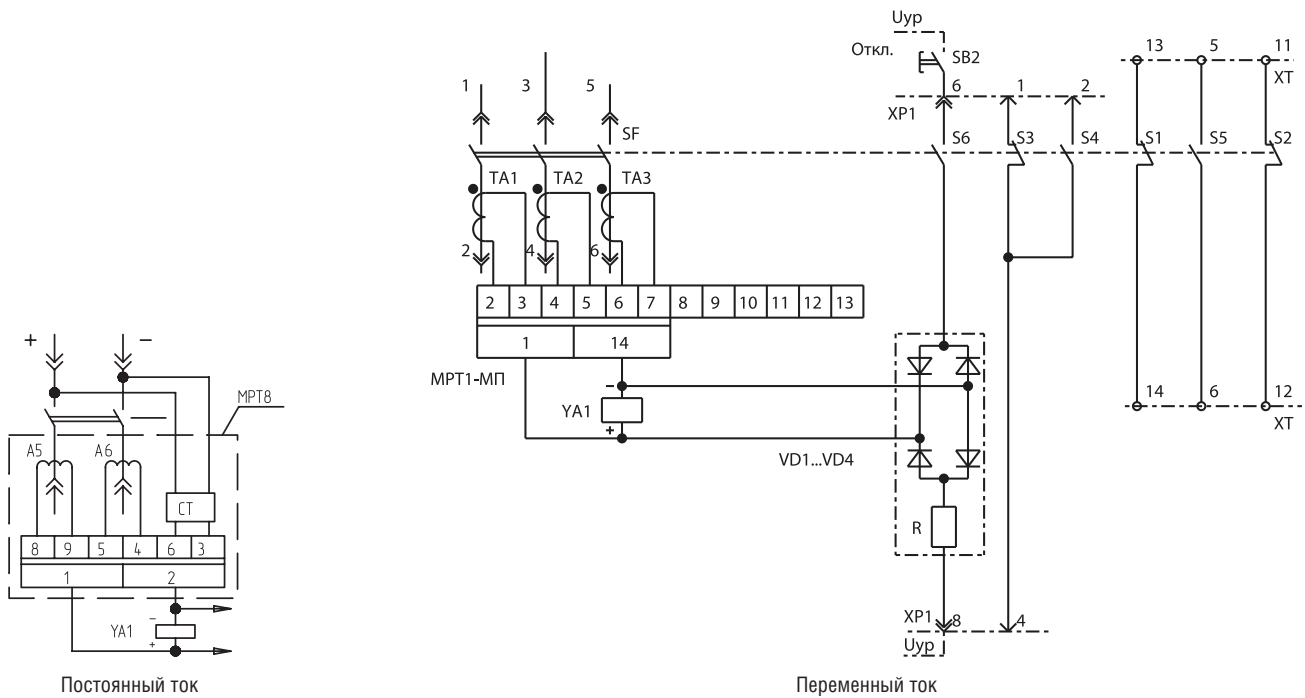 Uур
Откл.
SB2
13 5 11
XT
1 3 5
6 1 2
XP1
SF
S6 S3 S4 S1 S5 S2
TA1 TA2 TA3
2 4 6
2 3 4 5 6 7 8 9 10 11 12 13
1 14
МРТ1-МП
−
YA1
+
14 6 12
XT
VD1...VD4
R
XP1 8 4
Uур
+ −
МРТ8
A5 A6
СТ
8 9 5 4 6 3
1 2
−
YA1
+
Постоянный ток
Переменный ток